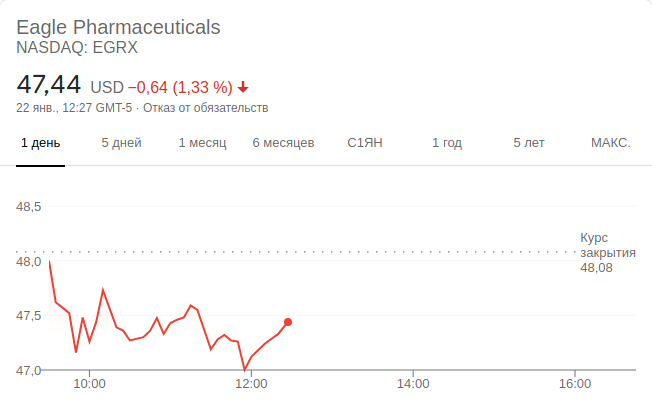 Eagle Pharmaceuticals
NASDAQ: EGRX
47,44 USD −0,64 (1,33 %)
22 янв., 12:27 GMT-5 · Отказ от обязательств
1 день 5 дней 1 месяц 6 месяцев С1ЯН 1 год 5 лет МАКС.
48,5
Курс
закрытия
48,08
48,0
47,5
47,0
10:00 12:00 14:00 16:00